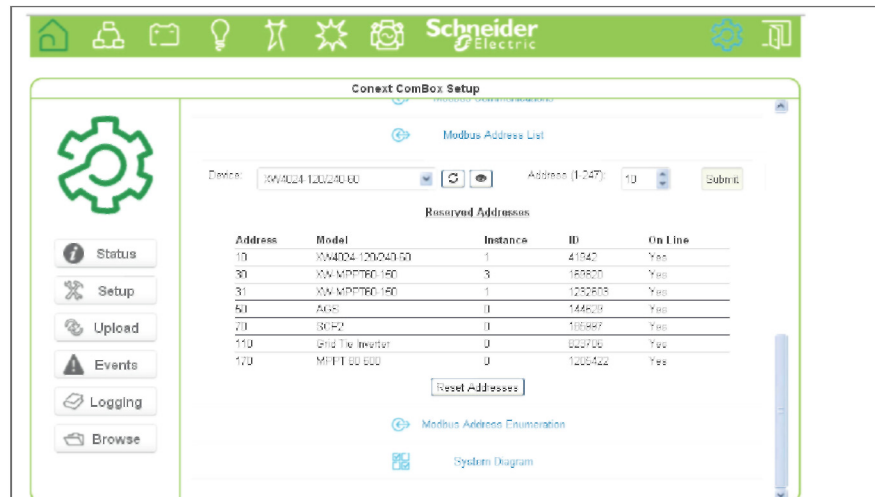 Schneider
Electric
Conext ComBox Setup
Modbus Communications
Modbus Address List
Device: XW4024-120/240-60 Address (1-247): 10 Submit
Reserved Addresses
Address Model Instance ID On Line
10 XW4024-120/240-60 1 41942 Yes
30 XW-MPPT60-150 3 Yes
31 XW-MPPT60-150 1 Yes
50 AGS 0 Yes
70 SCP2 0 Yes
110 Grid Tie Inverter 0 Yes
170 MPPT 60 600 0 Yes
Reset Addresses
Modbus Address Enumeration
System Diagram
Status
Setup
Upload
Events
Logging
Browse